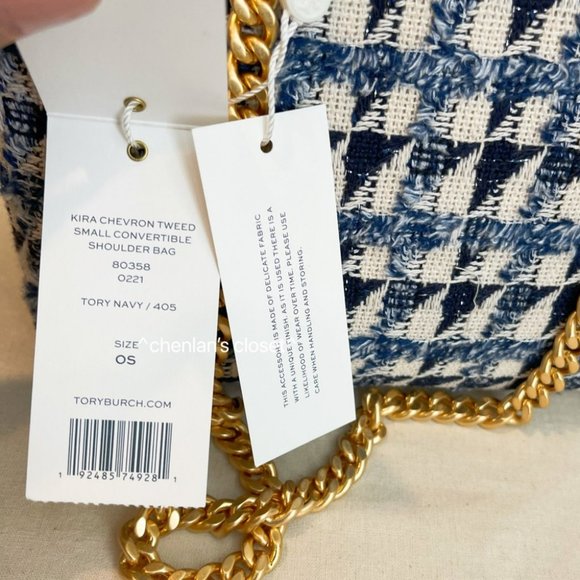 KIRA CHEVRON TWEED
SMALL CONVERTIBLE
SHOULDER BAG
80358
0221
TORY NAVY / 405
SIZE
OS
TORYBURCH.COM
1 92485 74928 1
THIS ACCESSORY IS MADE OF DELICATE FABRIC
WITH A UNIQUE FINISH. AS IT IS USED THERE IS A
LIKELIHOOD OF WEAR OVER TIME. PLEASE USE
CARE WHEN HANDLING AND STORING.
^chenlan's closet